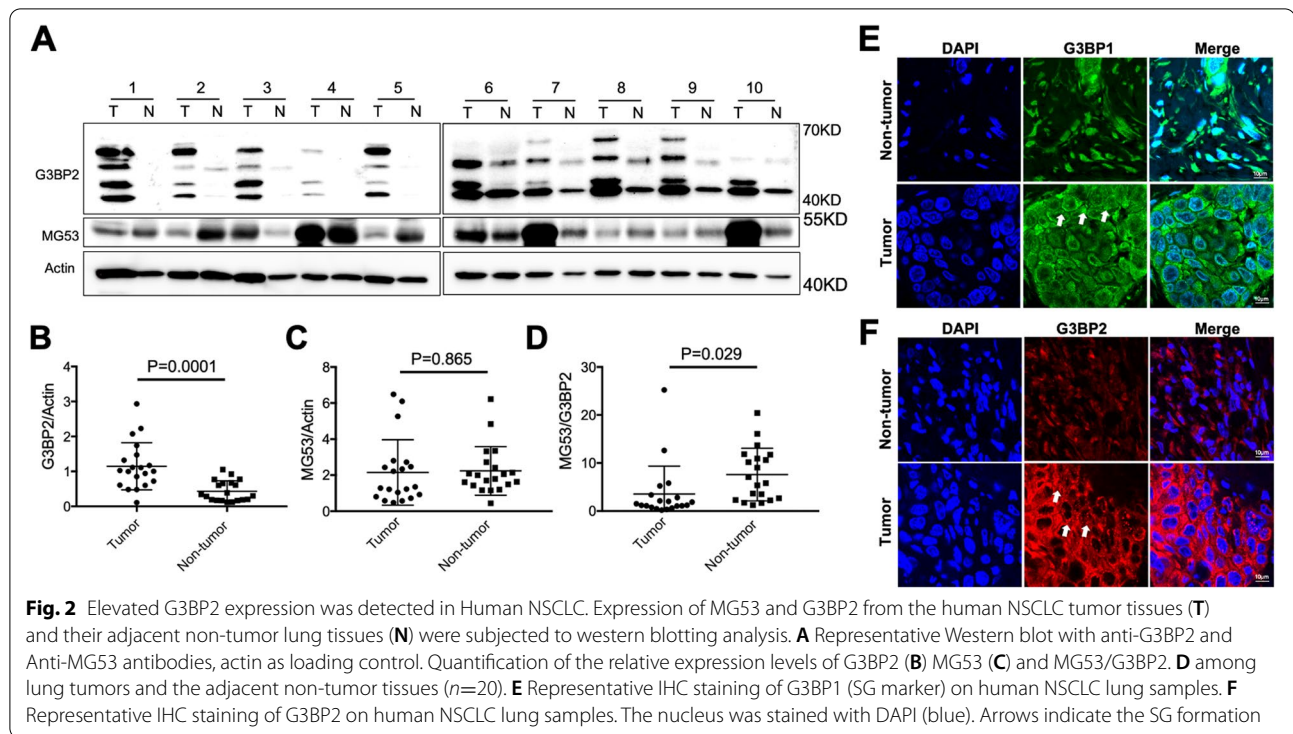 A
1 2 3 4 5 6 7 8 9 10
T N T N T N T N T N T N T N T N T N T N
70KD
G3BP2
40KD
55KD
MG53
Actin
40KD
B
P=0.0001
G3BP2/Actin
4
3
2
1
0
Tumor
Non-tumor
C
P=0.865
MG53/Actin
8
6
4
2
0
Tumor
Non-tumor
D
P=0.029
MG53/G3BP2
30
20
10
0
Tumor
Non-tumor
E
DAPI G3BP1 Merge
Non-tumor
10μm
Tumor
10μm
F
DAPI G3BP2 Merge
Non-tumor
10μm
Tumor
10μm
Fig. 2 Elevated G3BP2 expression was detected in Human NSCLC. Expression of MG53 and G3BP2 from the human NSCLC tumor tissues (T)
and their adjacent non-tumor lung tissues (N) were subjected to western blotting analysis. A Representative Western blot with anti-G3BP2 and
Anti-MG53 antibodies, actin as loading control. Quantification of the relative expression levels of G3BP2 (B) MG53 (C) and MG53/G3BP2. D among
lung tumors and the adjacent non-tumor tissues (n=20). E Representative IHC staining of G3BP1 (SG marker) on human NSCLC lung samples. F
Representative IHC staining of G3BP2 on human NSCLC lung samples. The nucleus was stained with DAPI (blue). Arrows indicate the SG formation